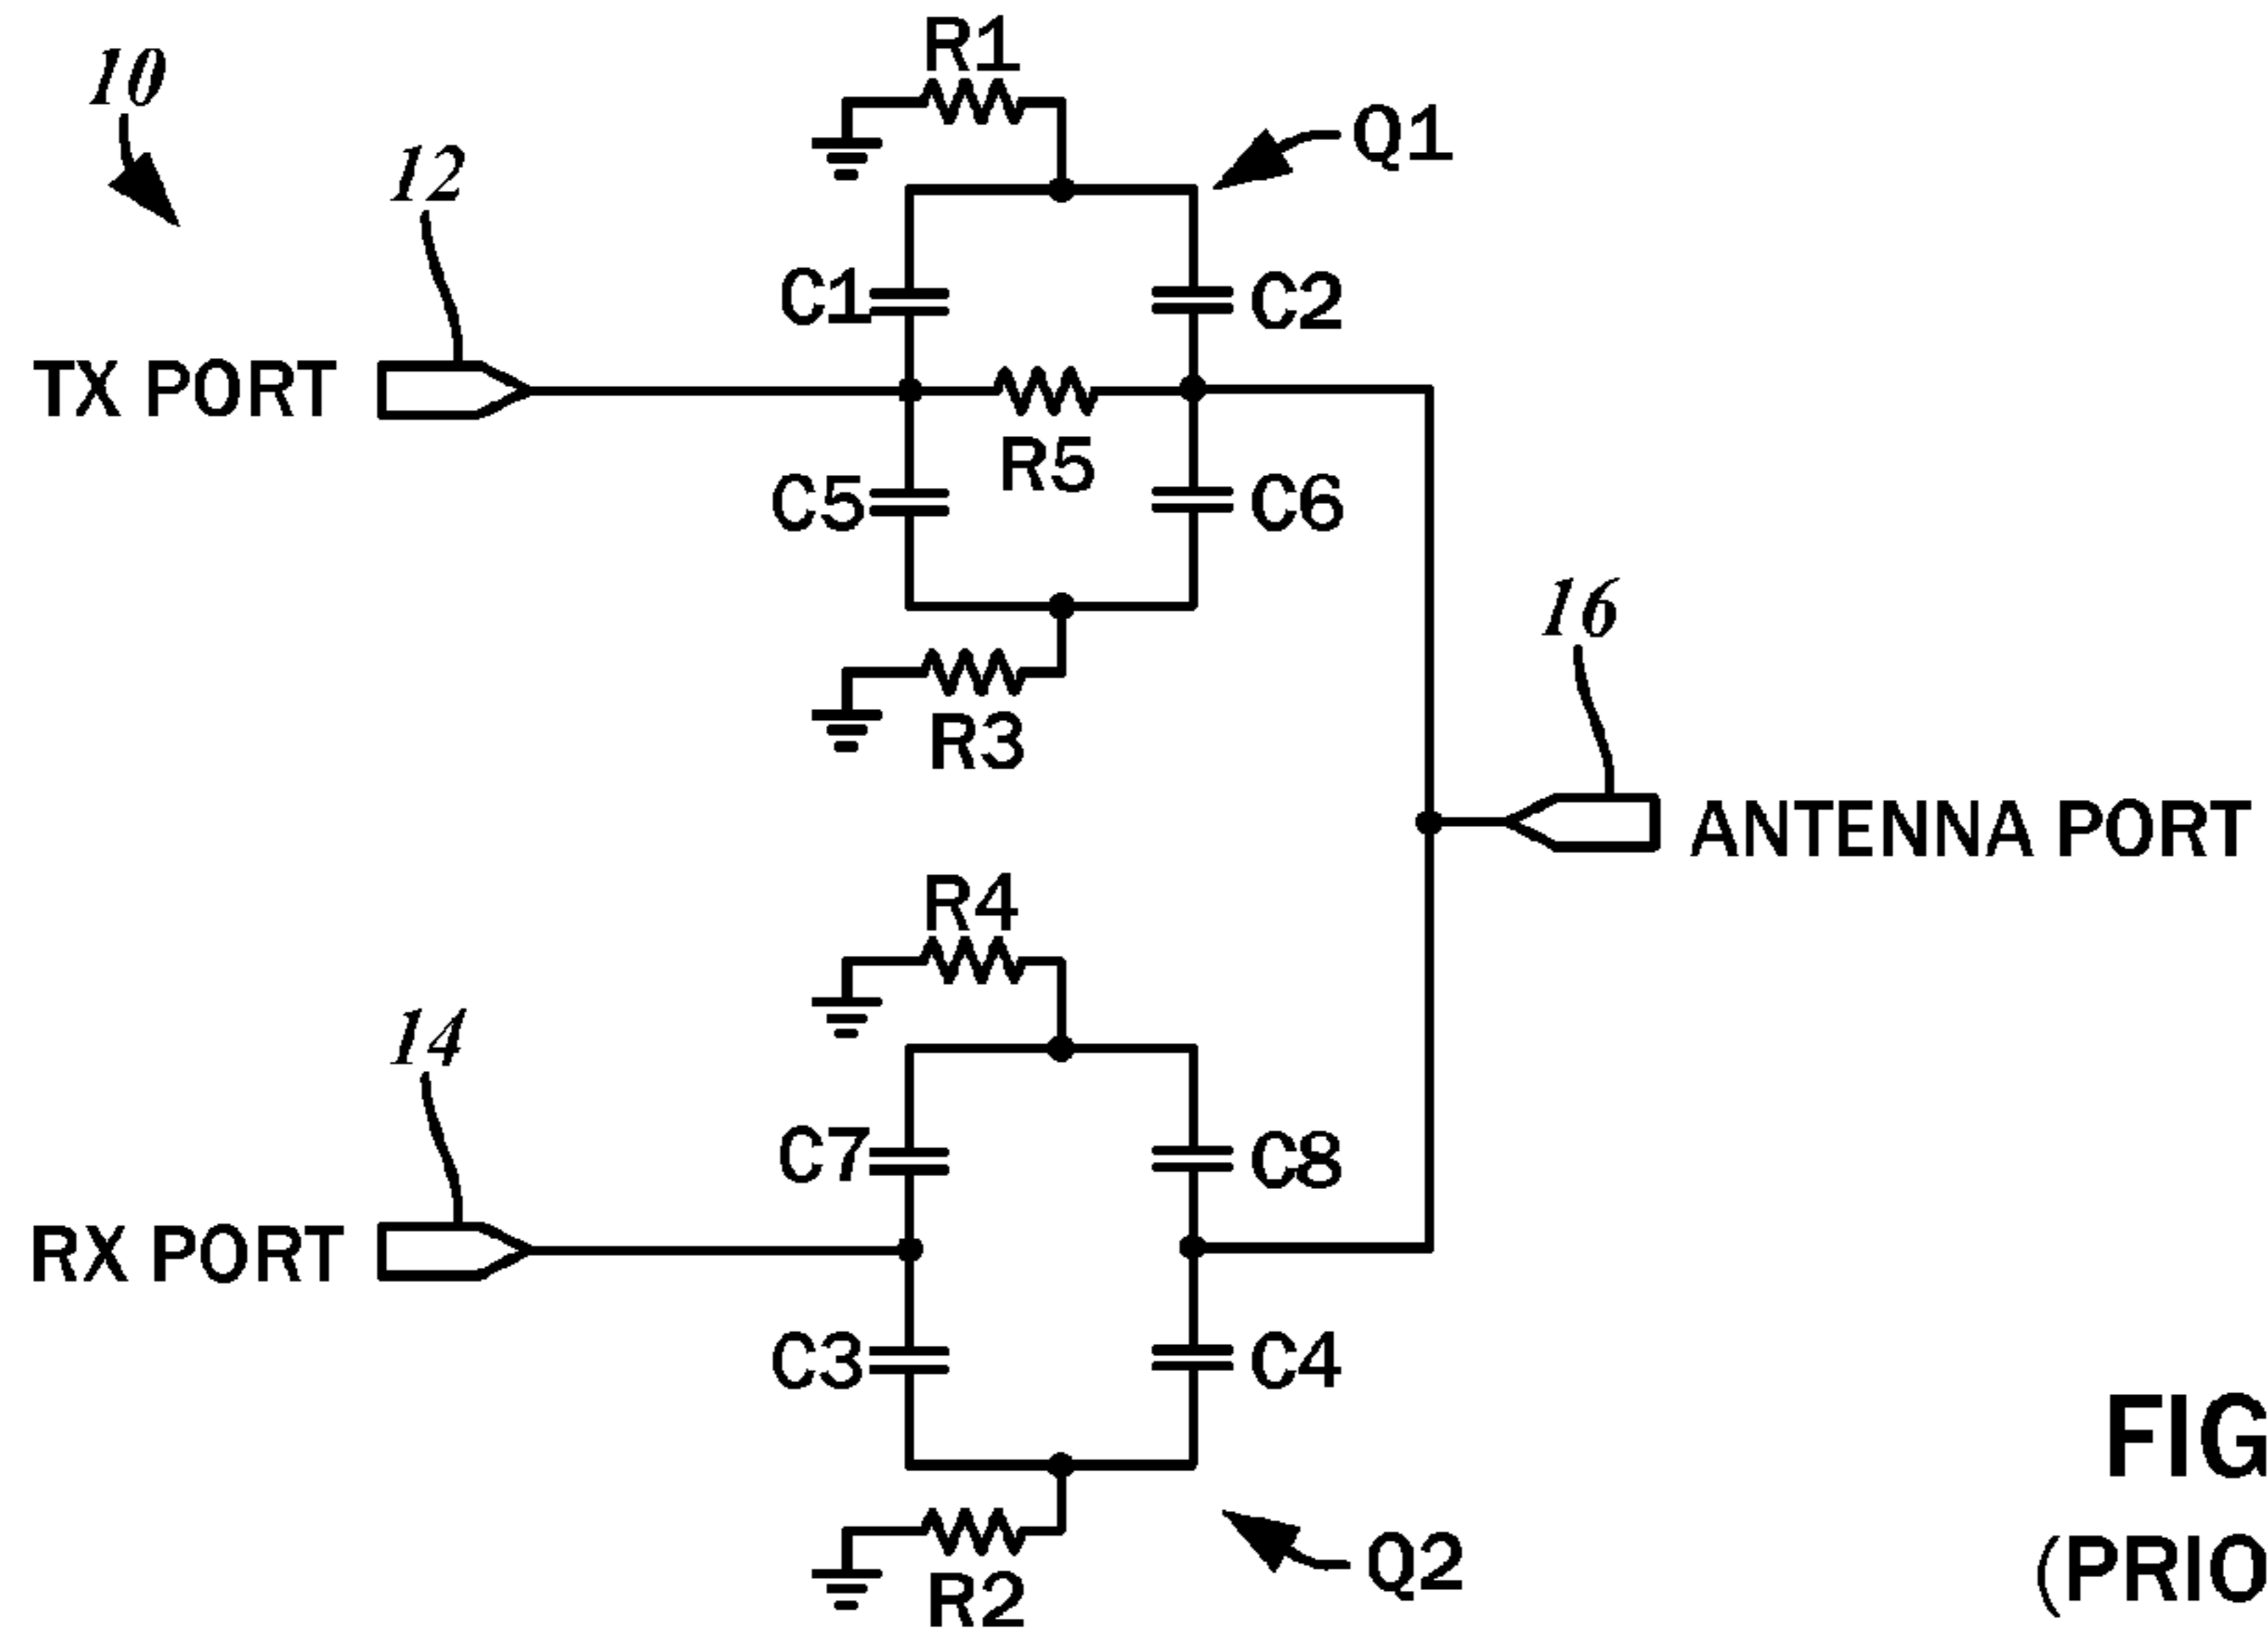 R1
10
Q1
12
C1
C2
TX PORT
R5
C5
C6
16
R3
ANTENNA PORT
R4
14
C7
C8
RX PORT
C3
C4
FIG
(PRIO
Q2
R2